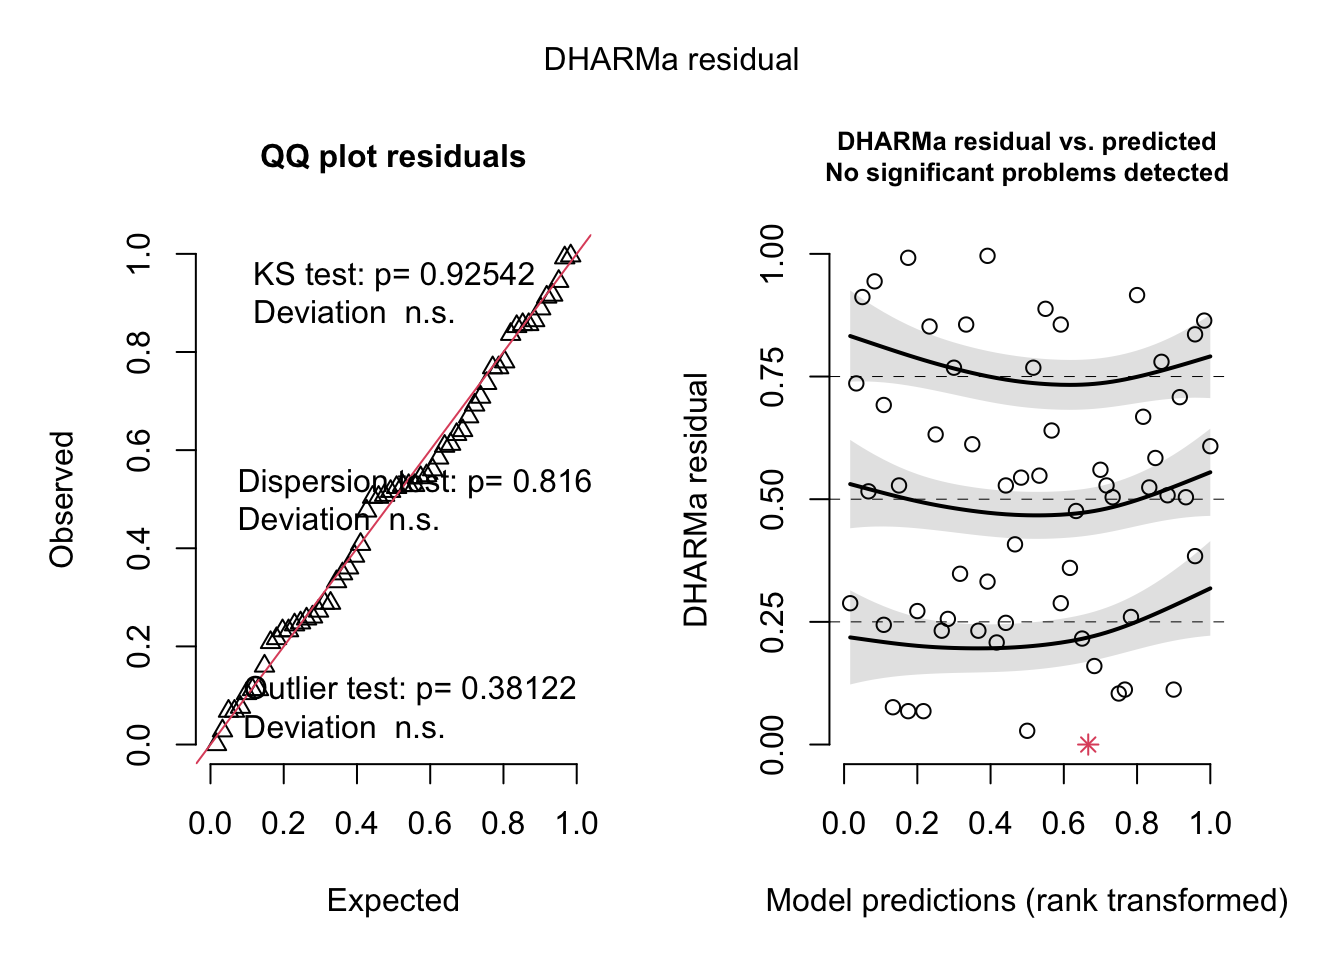 DHARMa residual
QQ plot residuals
KS test: p= 0.92542
Deviation  n.s.
Dispersion test: p= 0.816
Deviation  n.s.
Outlier test: p= 0.38122
Deviation  n.s.
Observed
0.0
0.2
0.4
0.6
0.8
1.0
0.0 0.2 0.4 0.6 0.8 1.0
Expected
DHARMa residual vs. predicted
No significant problems detected
DHARMa residual
0.00
0.25
0.50
0.75
1.00
0.0 0.2 0.4 0.6 0.8 1.0
Model predictions (rank transformed)